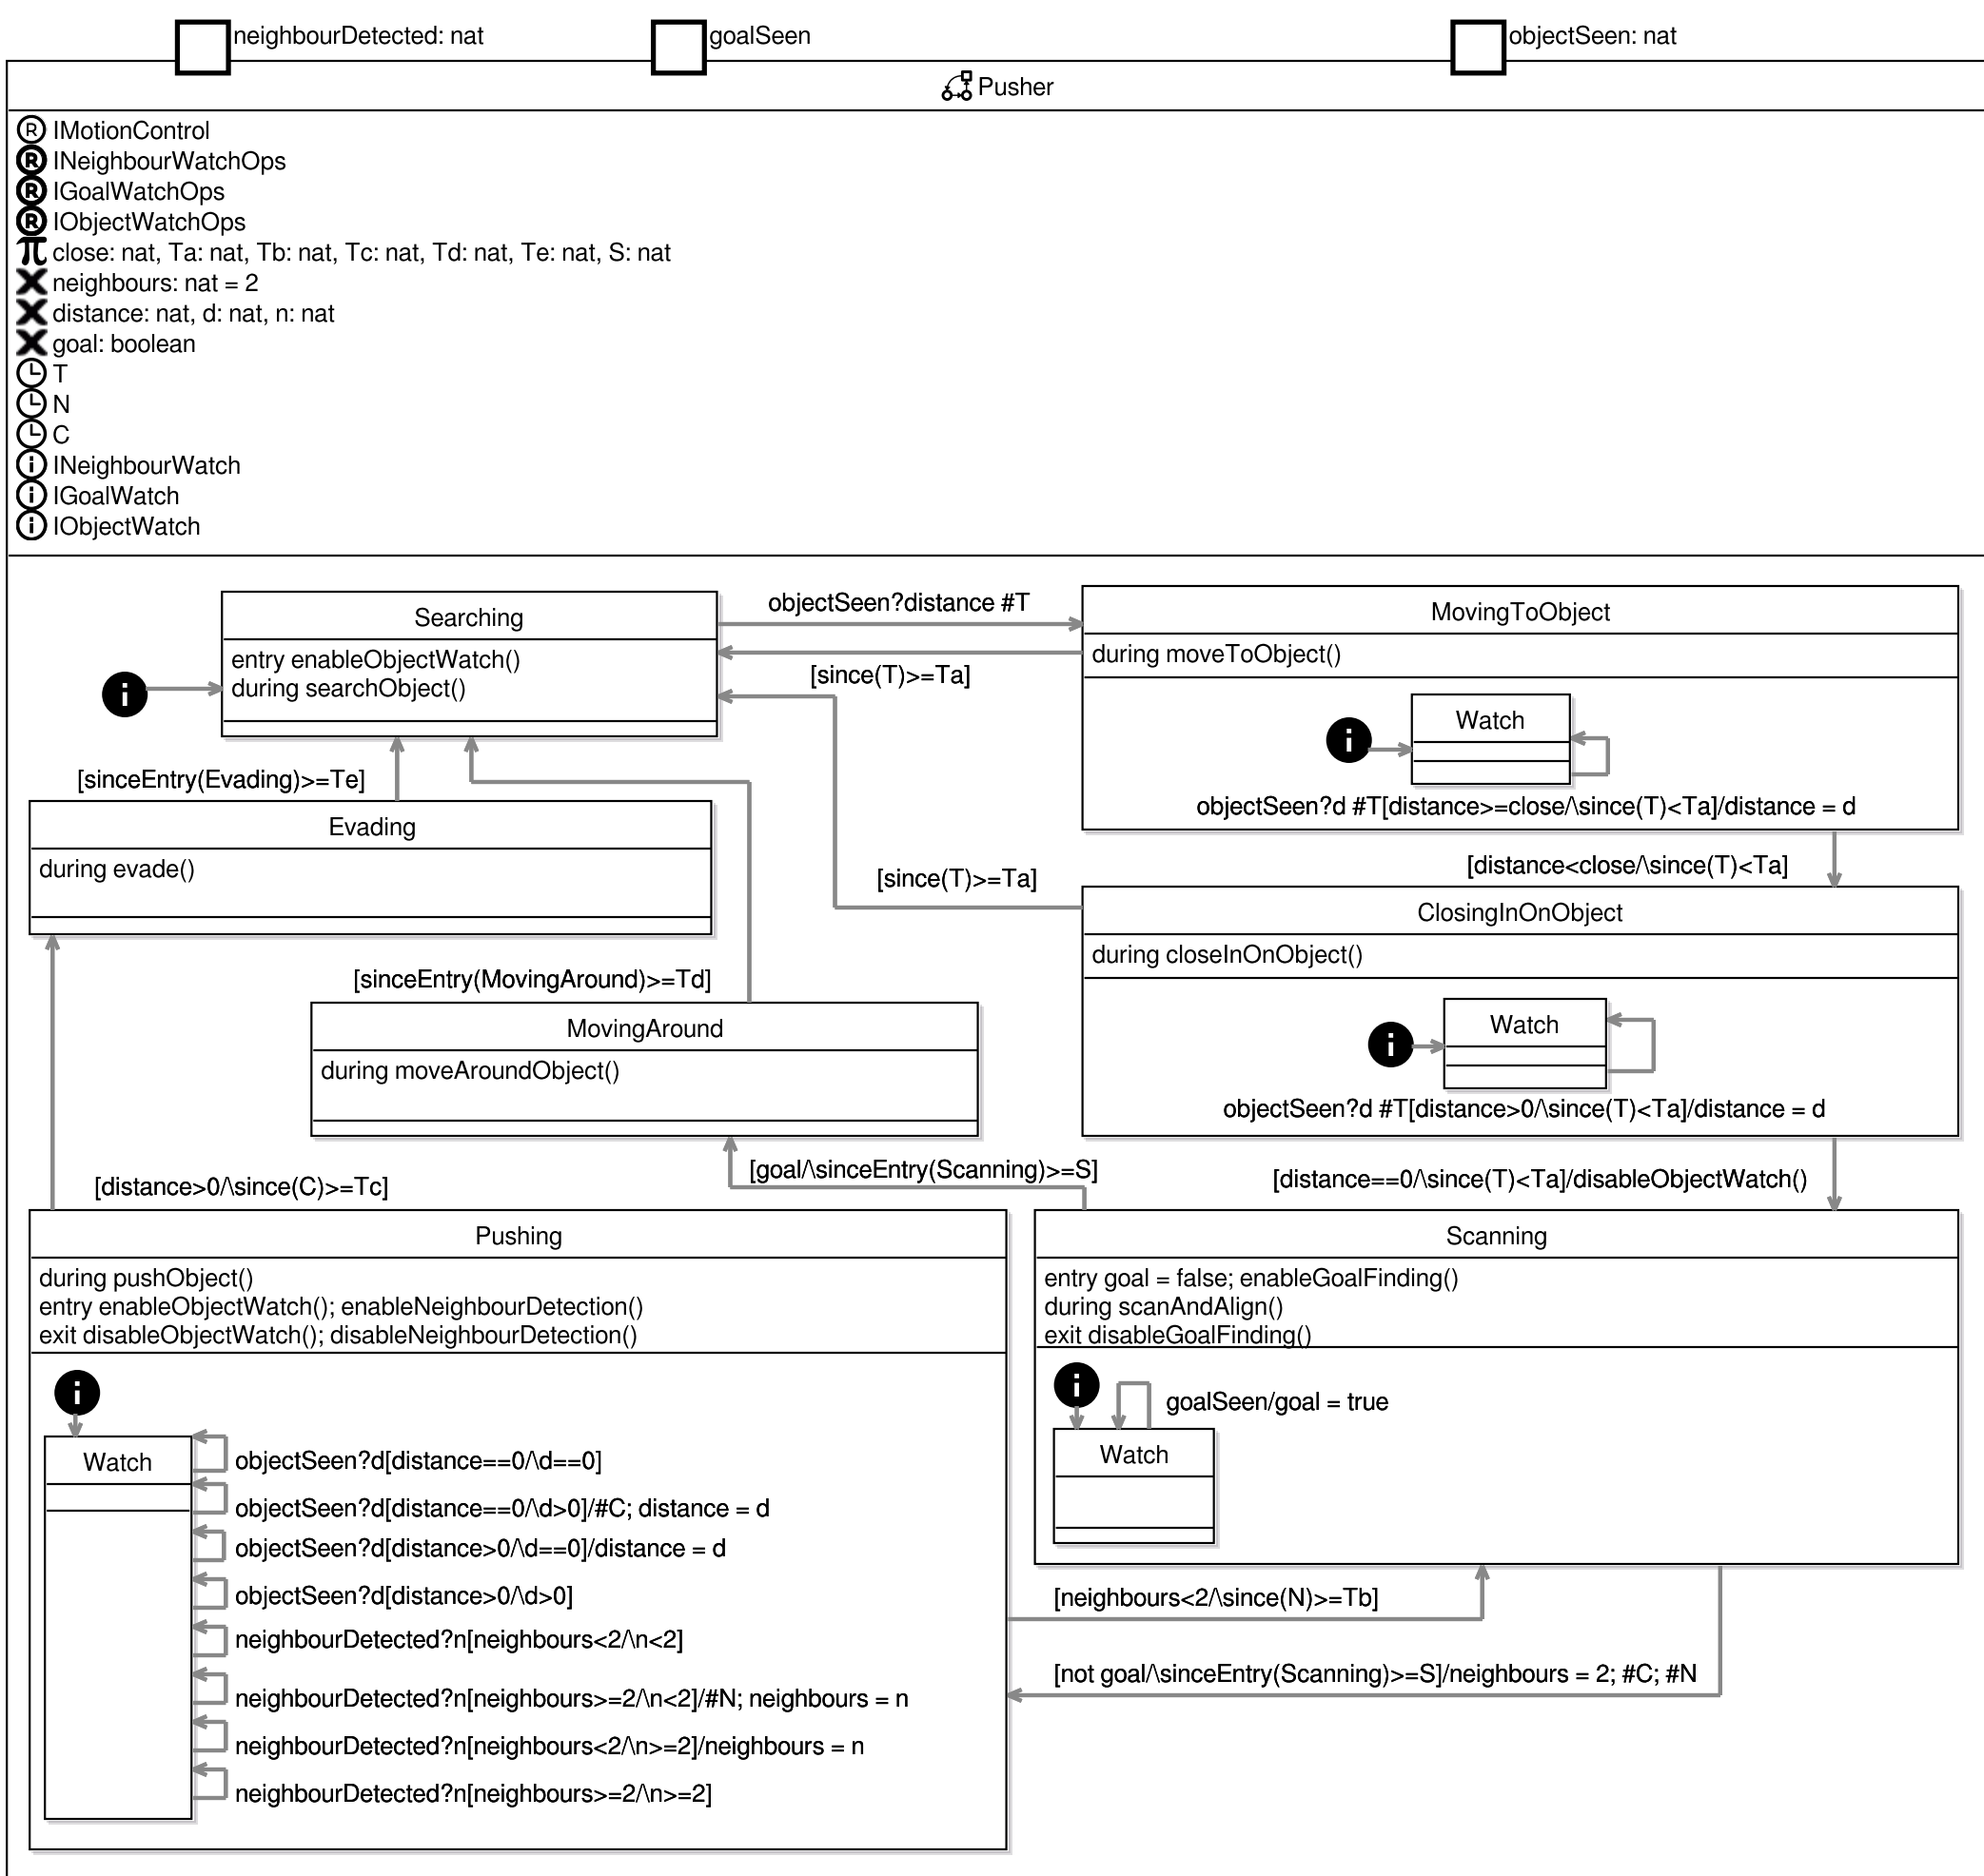 neighbourDetected: nat
goalSeen
objectSeen: nat
Pusher
R IMotionControl
R INeighbourWatchOps
R IGoalWatchOps
R IObjectWatchOps
π close: nat, Ta: nat, Tb: nat, Tc: nat, Td: nat, Te: nat, S: nat
neighbours: nat = 2
distance: nat, d: nat, n: nat
goal: boolean
T
N
C
i INeighbourWatch
i IGoalWatch
i IObjectWatch
Searching
entry enableObjectWatch()
during searchObject()
i
objectSeen?distance #T
[since(T)>=Ta]
MovingToObject
during moveToObject()
i
Watch
objectSeen?d #T[distance>=close/\since(T)<Ta]/distance = d
[sinceEntry(Evading)>=Te]
Evading
during evade()
[distance<close/\since(T)<Ta]
[since(T)>=Ta]
ClosingInOnObject
during closeInOnObject()
i
Watch
objectSeen?d #T[distance>0/\since(T)<Ta]/distance = d
[sinceEntry(MovingAround)>=Td]
MovingAround
during moveAroundObject()
[goal/\sinceEntry(Scanning)>=S]
[distance==0/\since(T)<Ta]/disableObjectWatch()
[distance>0/\since(C)>=Tc]
Pushing
during pushObject()
entry enableObjectWatch(); enableNeighbourDetection()
exit disableObjectWatch(); disableNeighbourDetection()
i
Watch
objectSeen?d[distance==0/\d==0]
objectSeen?d[distance==0/\d>0]/#C; distance = d
objectSeen?d[distance>0/\d==0]/distance = d
objectSeen?d[distance>0/\d>0]
neighbourDetected?n[neighbours<2/\n<2]
neighbourDetected?n[neighbours>=2/\n<2]/#N; neighbours = n
neighbourDetected?n[neighbours<2/\n>=2]/neighbours = n
neighbourDetected?n[neighbours>=2/\n>=2]
Scanning
entry goal = false; enableGoalFinding()
during scanAndAlign()
exit disableGoalFinding()
i
goalSeen/goal = true
Watch
[neighbours<2/\since(N)>=Tb]
[not goal/\sinceEntry(Scanning)>=S]/neighbours = 2; #C; #N